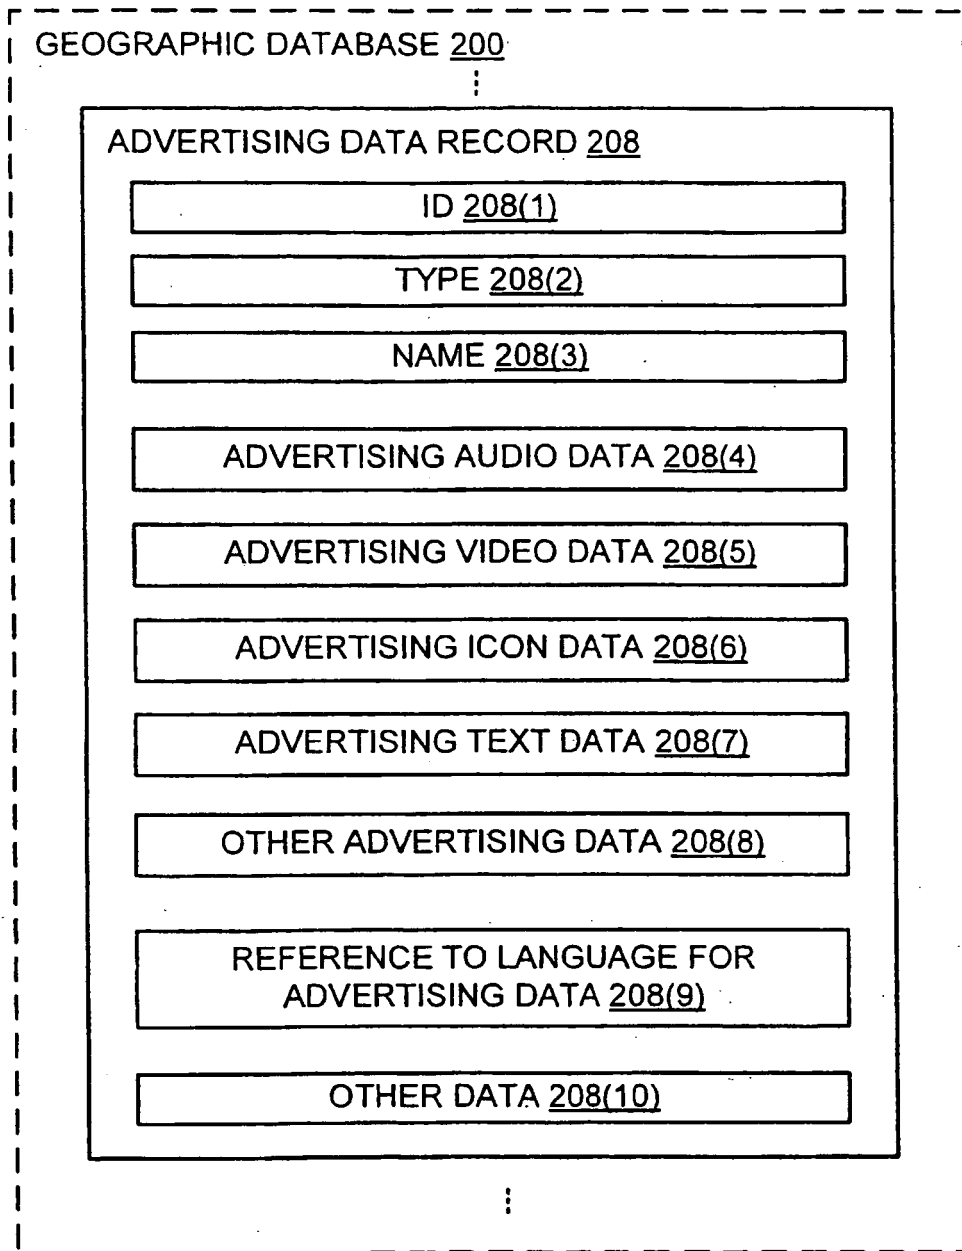 GEOGRAPHIC DATABASE 200
ADVERTISING DATA RECORD 208
ID 208(1)
TYPE 208(2)
NAME 208(3)
ADVERTISING AUDIO DATA 208(4)
ADVERTISING VIDEO DATA 208(5)
ADVERTISING ICON DATA 208(6)
ADVERTISING TEXT DATA 208(7)
OTHER ADVERTISING DATA 208(8)
REFERENCE TO LANGUAGE FOR
ADVERTISING DATA 208(9)
OTHER DATA 208(10)